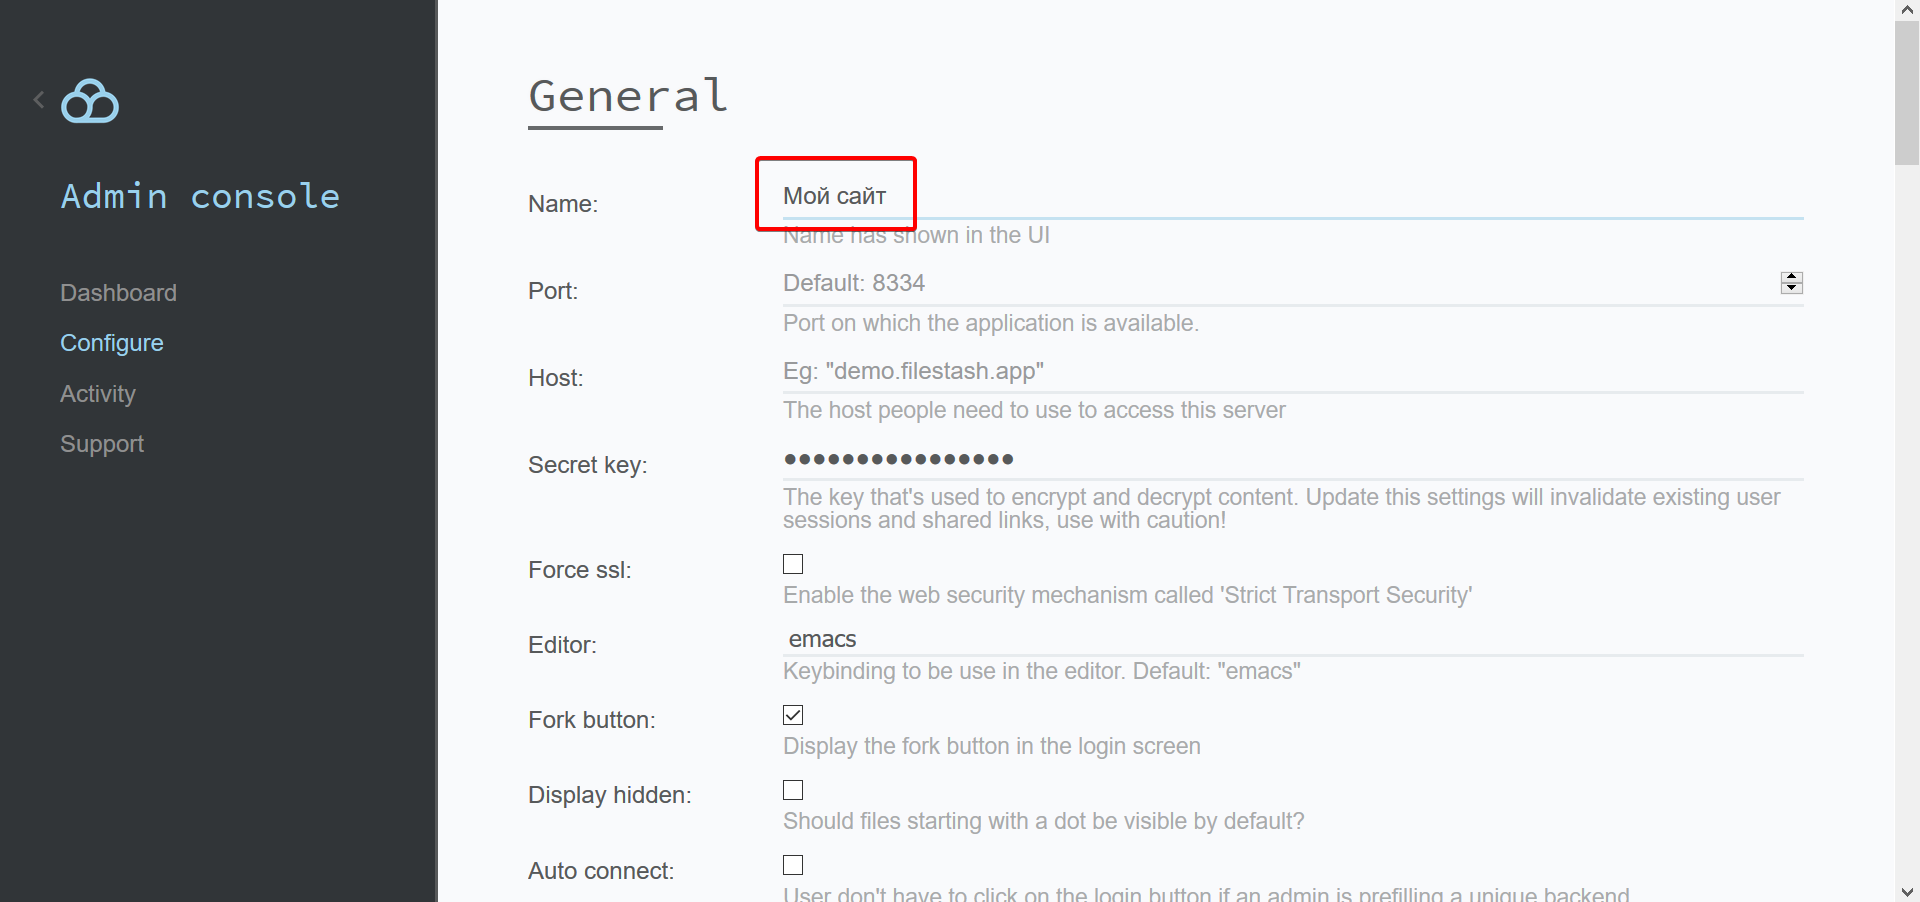 General
Admin console
Dashboard
Configure
Activity
Support
Name:
Мой сайт
Name has shown in the UI
Port:
Default: 8334
Port on which the application is available.
Host:
Eg: "demo.filestash.app"
The host people need to use to access this server
Secret key:
●●●●●●●●●●●●●●●●
The key that's used to encrypt and decrypt content. Update this settings will invalidate existing user
sessions and shared links, use with caution!
Force ssl:
Enable the web security mechanism called 'Strict Transport Security'
Editor:
emacs
Keybinding to be use in the editor. Default: "emacs"
Fork button:
Display the fork button in the login screen
Display hidden:
Should files starting with a dot be visible by default?
Auto connect:
User don't have to click on the login button if an admin is prefilling a unique backend